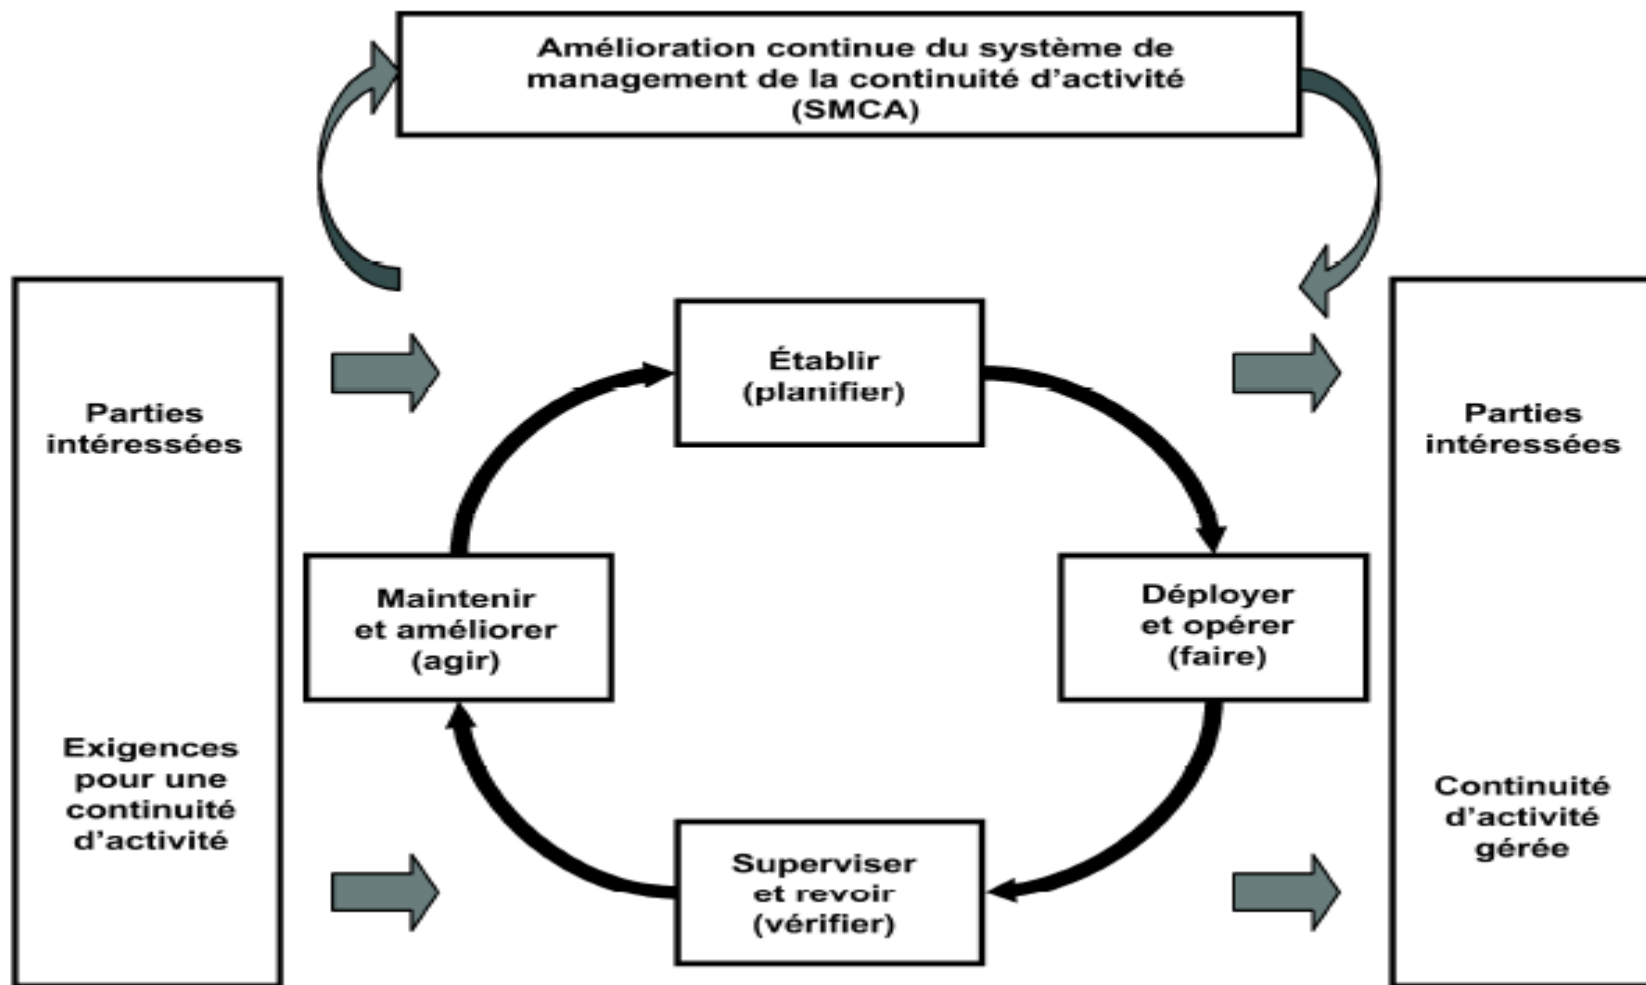 Amélioration continue du système de
management de la continuité d'activité
(SMCA)
Parties
intéressées
Exigences
pour une
continuité
d'activité
Établir
(planifier)
Maintenir
et améliorer
(agir)
Déployer
et opérer
(faire)
Superviser
et revoir
(vérifier)
Parties
intéressées
Continuité
d'activité
gérée